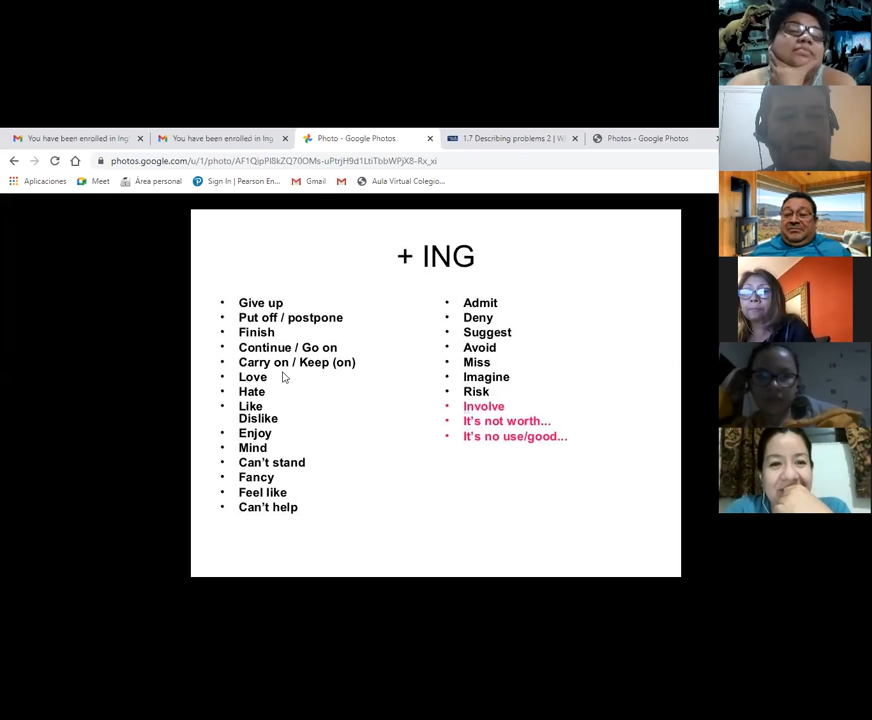 You have been enrolled in Ing
You have been enrolled in Ing
Photo - Google Photos
1.7 Describing problems 2 | W
Photos - Google Photos
photos.google.com/u/1/photo/AF1QipPl8kZQ70OMs-uPtrjH9d1LtiTbbWPjX8-Rx_xi
Aplicaciones
Meet
Área personal
Sign In | Pearson En...
Gmail
Aula Virtual Colegio...
+ ING
• Give up
• Put off / postpone
• Finish
• Continue / Go on
• Carry on / Keep (on)
• Love
• Hate
• Like
Dislike
• Enjoy
• Mind
• Can't stand
• Fancy
• Feel like
• Can't help
• Admit
• Deny
• Suggest
• Avoid
• Miss
• Imagine
• Risk
• Involve
• It's not worth...
• It's no use/good...